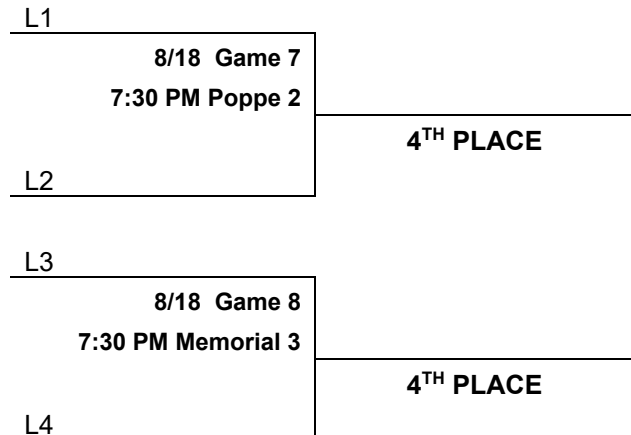 L1
8/18 Game 7
7:30 PM Poppe 2
4TH PLACE
L2
L3
8/18 Game 8
7:30 PM Memorial 3
4TH PLACE
L4